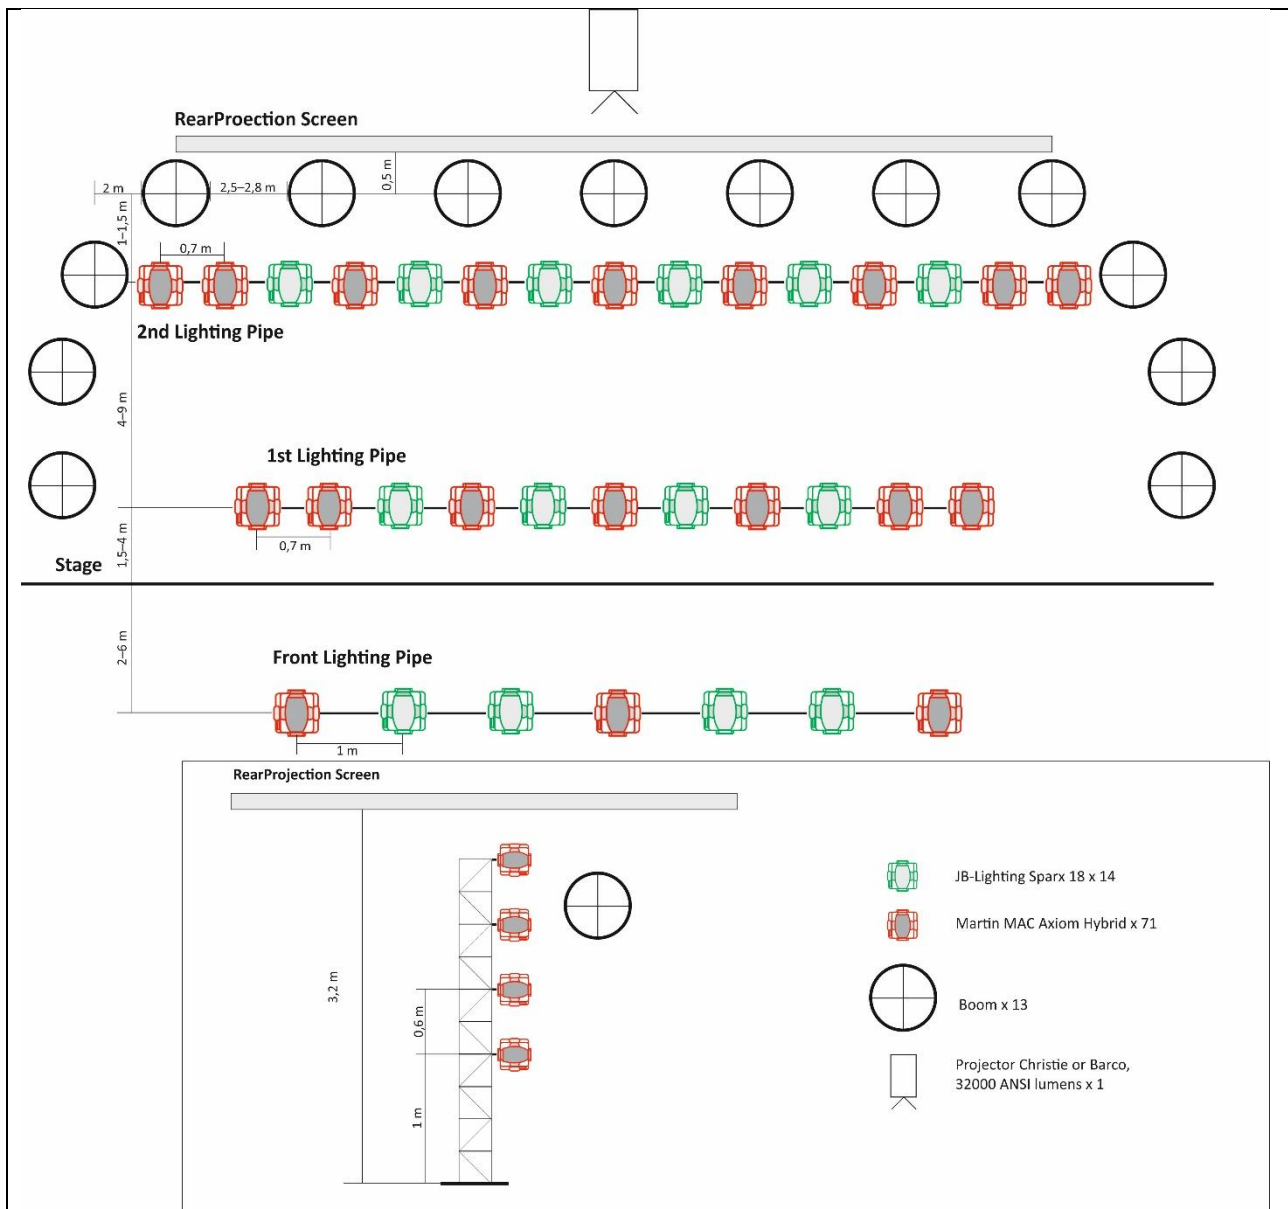 RearProection Screen
2 m
2,5–2,8 m
0,5 m
1–1,5 m
0,7 m
2nd Lighting Pipe
4–9 m
1st Lighting Pipe
0,7 m
1,5–4 m
Stage
2–6 m
Front Lighting Pipe
1 m
RearProjection Screen
3,2 m
0,6 m
1 m
JB-Lighting Sparx 18 x 14
Martin MAC Axiom Hybrid x 71
Boom x 13
Projector Christie or Barco,
32000 ANSI lumens x 1